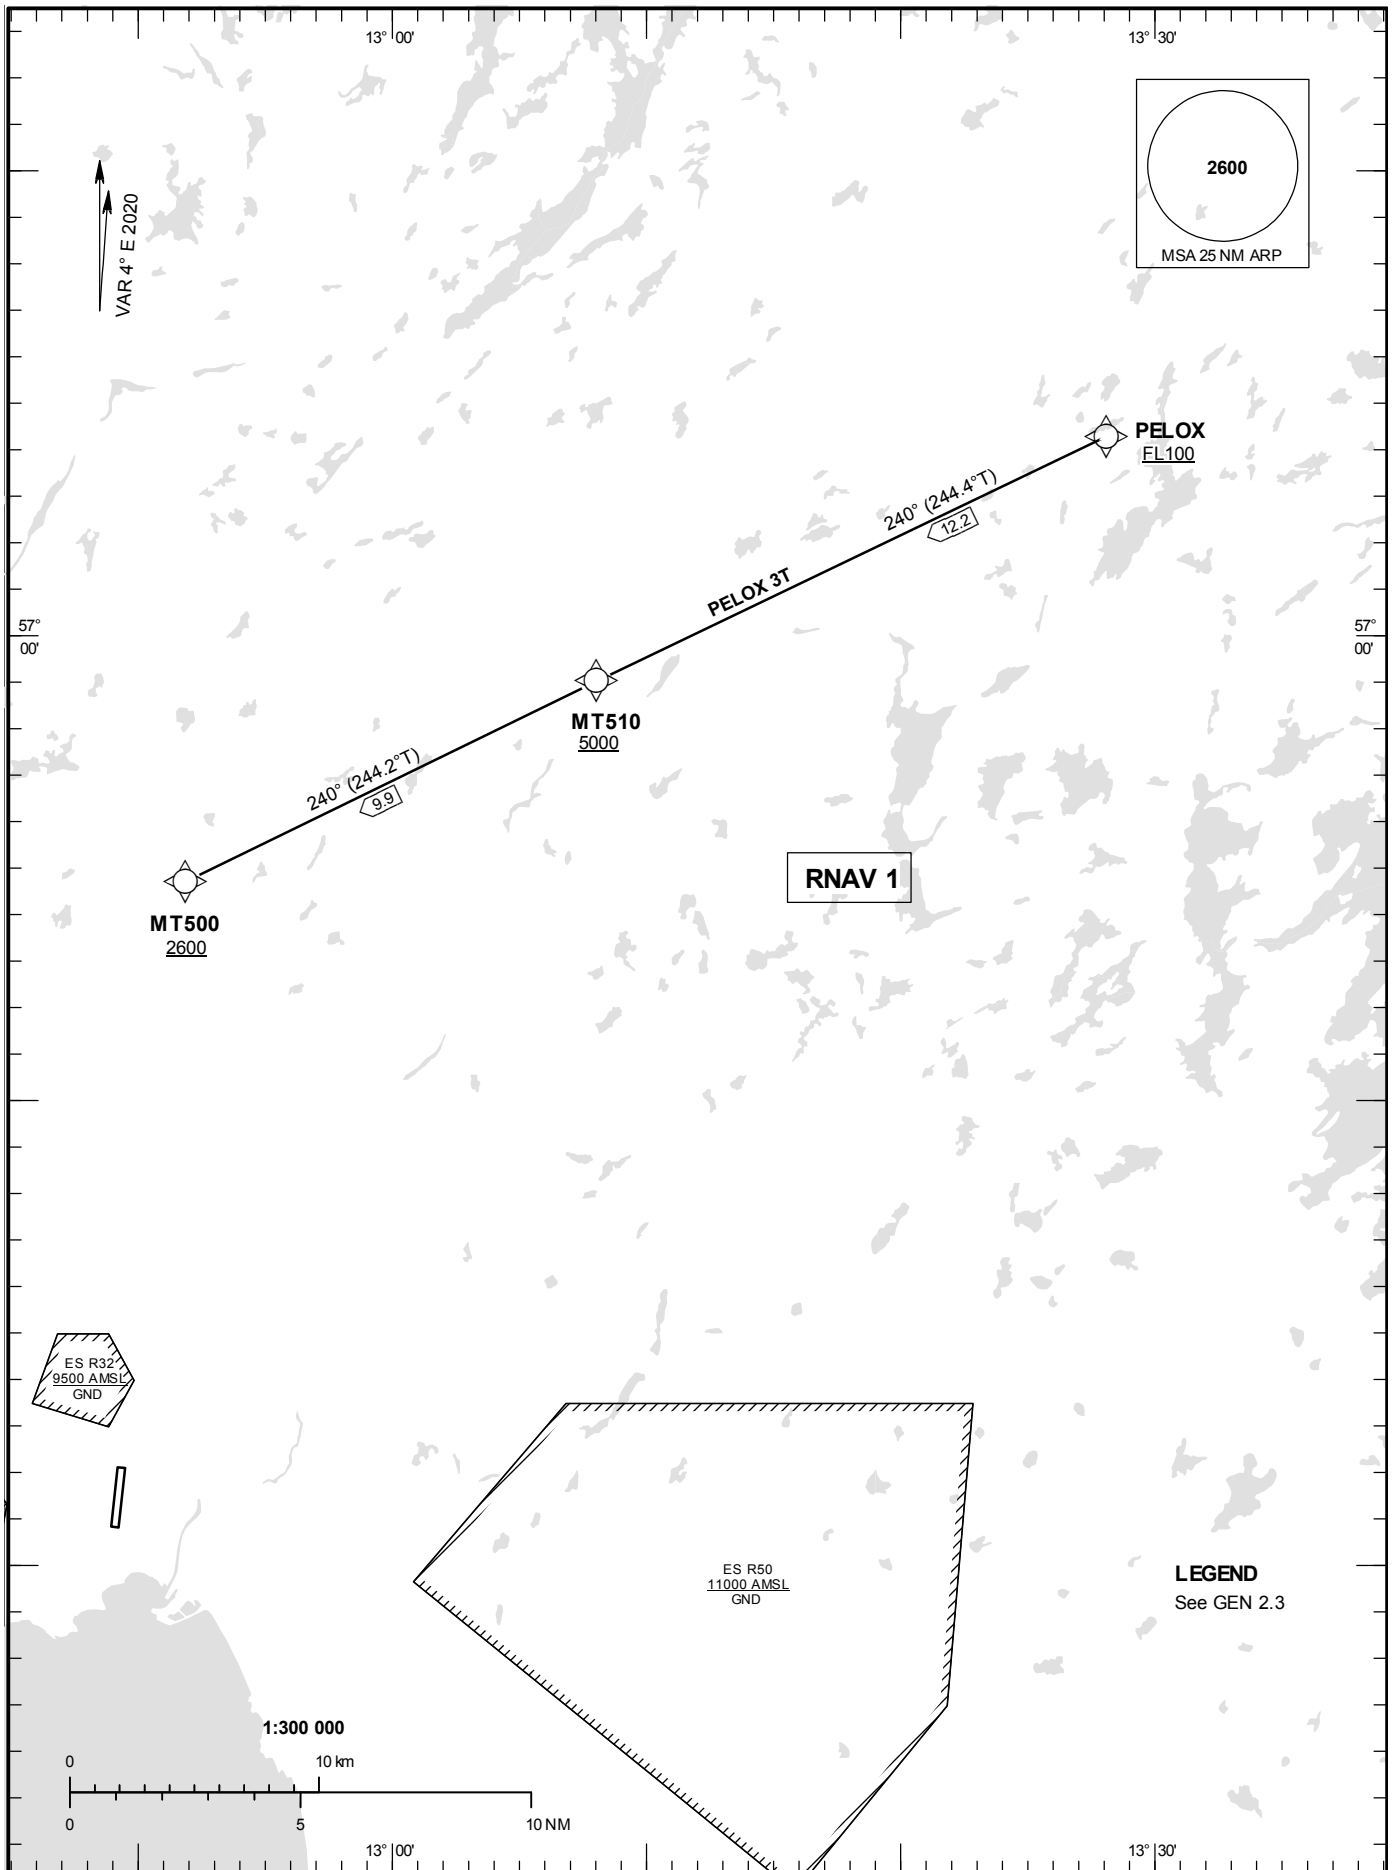 13° 00'
13° 30'
2600
MSA 25 NM ARP
VAR 4° E 2020
PELOX
FL100
240° (244.4°T)
12.2
PELOX 3T
57°
00'
57°
00'
MT510
5000
240° (244.2°T)
9.9
RNAV 1
MT500
2600
ES R32
9500 AMSL
GND
ES R50
11000 AMSL
GND
LEGEND
See GEN 2.3
1:300 000
0
10 km
0
5
10 NM
13° 00'
13° 30'